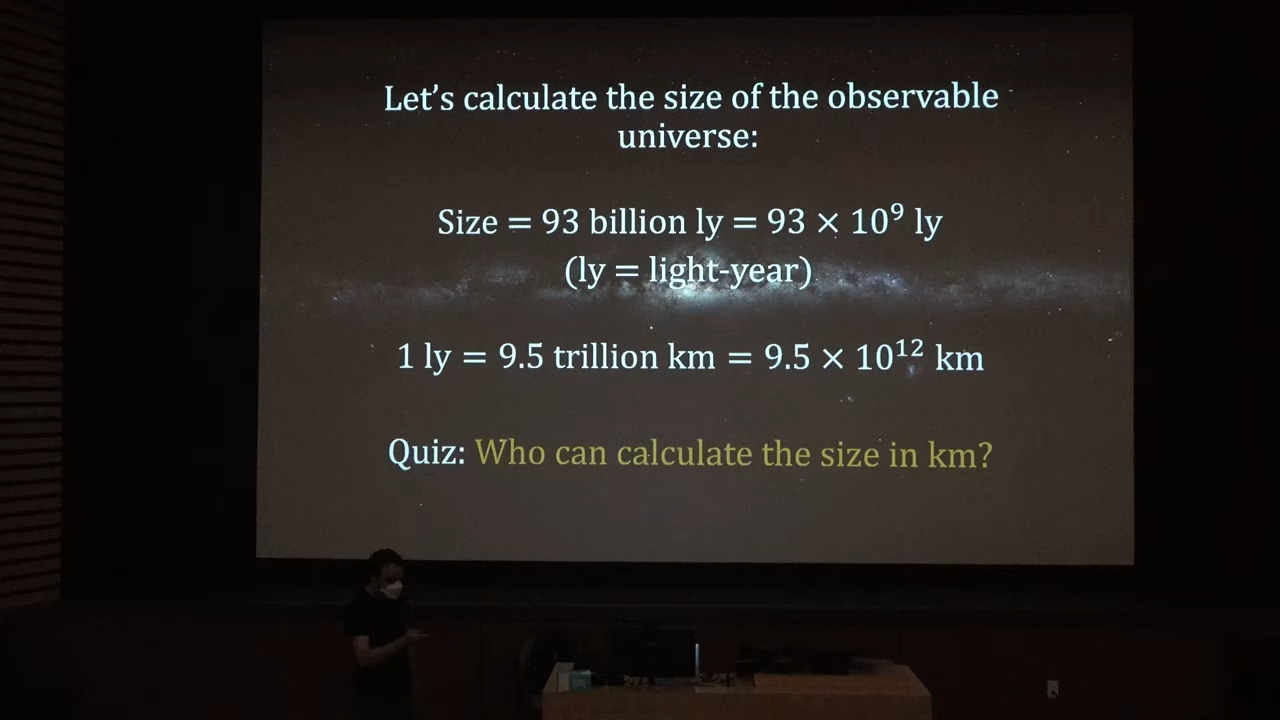 Let's calculate the size of the observable
universe:
Size = 93 billion ly = 93 × 10⁹ ly
(ly = light-year)
1 ly = 9.5 trillion km = 9.5 × 10¹² km
Quiz: Who can calculate the size in km?